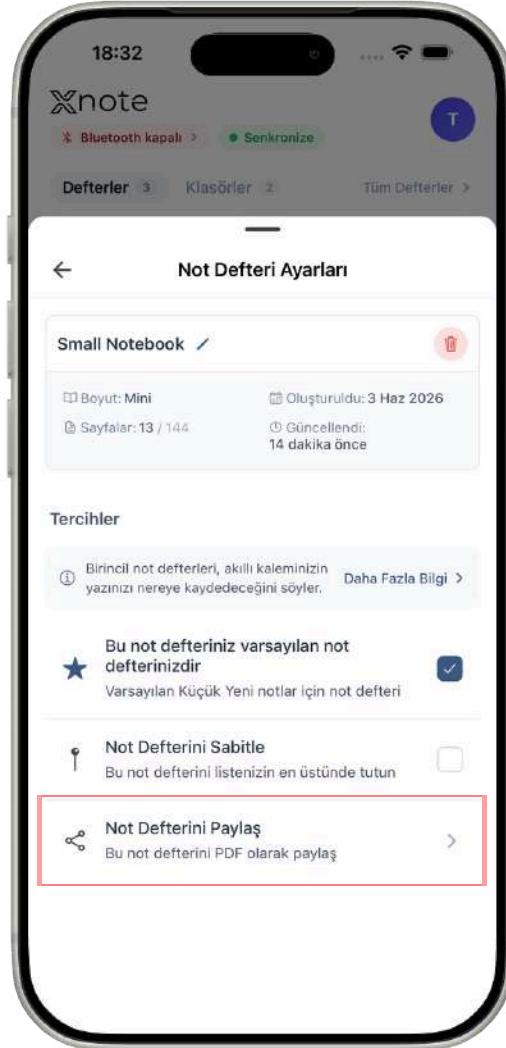 18:32
Xnote
Bluetooth kapalı >
Senkronize
T
Defterler 3
Klasörler 2
Tüm Defterler >
Not Defteri Ayarları
Small Notebook
Boyut: Mini
Oluşturuldu: 3 Haz 2026
Sayfalar: 13 / 144
Güncellendi:
14 dakika önce
Tercihler
Birincil not defterleri, akıllı kaleminizin
yazınızı nereye kaydedeceğini söyler.
Daha Fazla Bilgi >
Bu not defteriniz varsayılan not
defterinizdir
Varsayılan Küçük Yeni notlar için not defteri
Not Defterini Sabitle
Bu not defterini listenizin en üstünde tutun
Not Defterini Paylaş
Bu not defterini PDF olarak paylaş